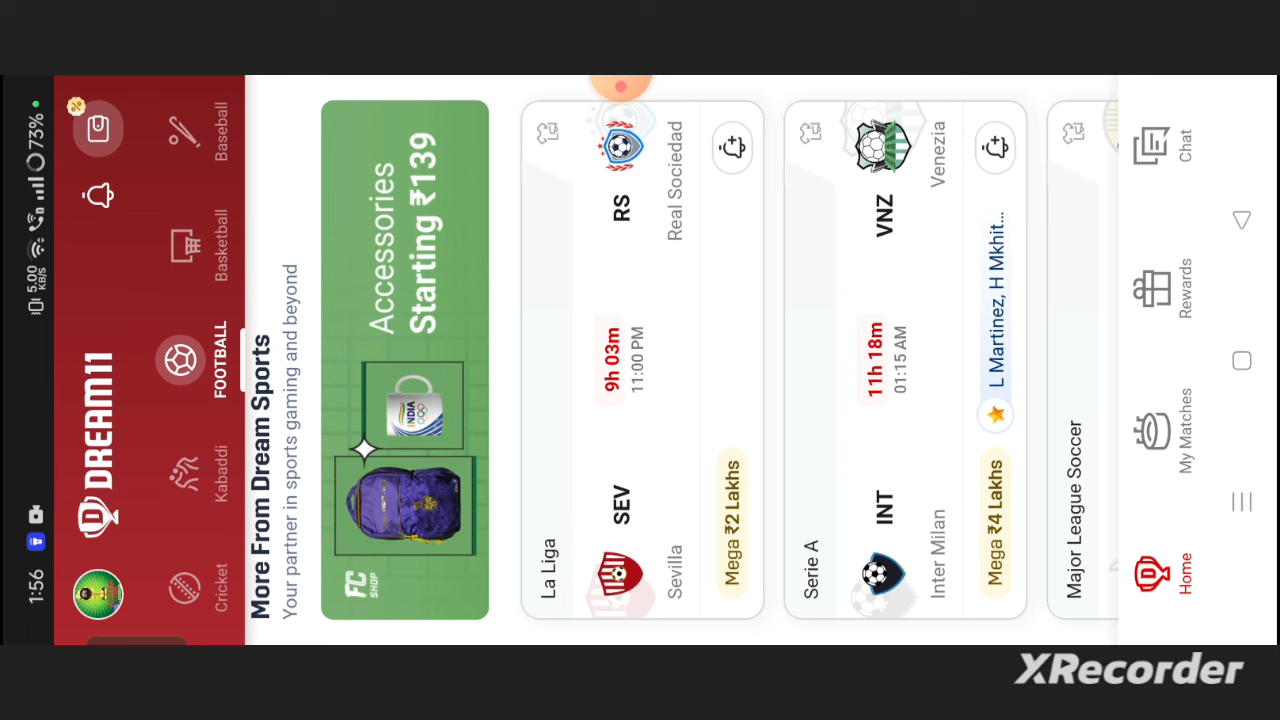 1:56
5.00
KB/S
73%
DREAM11
Cricket
Kabaddi
FOOTBALL
Basketball
Baseball
More From Dream Sports
Your partner in sports gaming and beyond
FC
SHOP
INDIA
Accessories
Starting ₹139
La Liga
SEV
9h 03m
11:00 PM
RS
Sevilla
Real Sociedad
Mega ₹2 Lakhs
Serie A
INT
11h 18m
01:15 AM
VNZ
Inter Milan
Venezia
Mega ₹4 Lakhs
L Martinez, H Mkhit...
Major League Soccer
Home
My Matches
Rewards
Chat
XRecorder